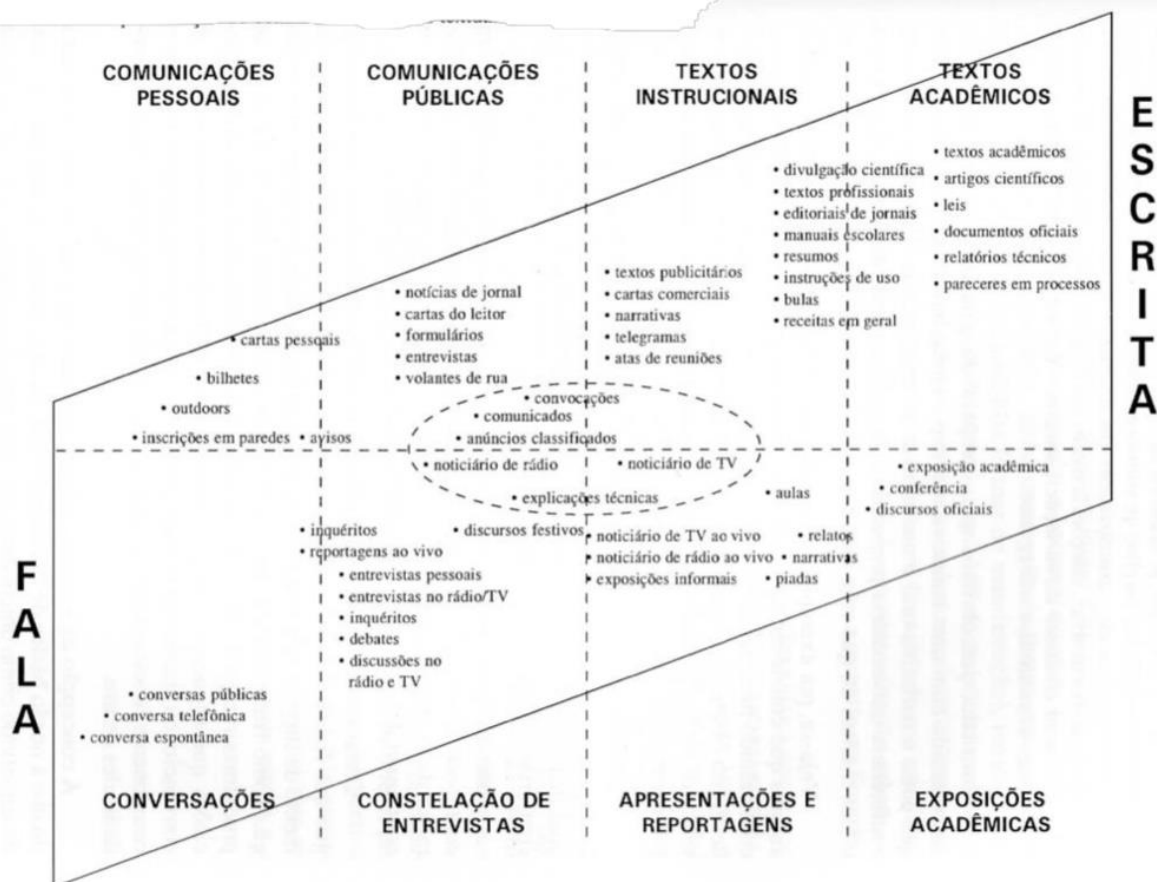 COMUNICAÇÕES
PESSOAIS
COMUNICAÇÕES
PÚBLICAS
TEXTOS
INSTRUCIONAIS
TEXTOS
ACADÊMICOS
ESCRITA
• cartas pessoais
• bilhetes
• outdoors
• inscrições em paredes
• avisos
• notícias de jornal
• cartas do leitor
• formulários
• entrevistas
• volantes de rua
• convocações
• comunicados
• anúncios classificados
• textos publicitários
• cartas comerciais
• narrativas
• telegramas
• atas de reuniões
• divulgação científica
• textos profissionais
• editoriais de jornais
• manuais escolares
• resumos
• instruções de uso
• bulas
• receitas em geral
• textos acadêmicos
• artigos científicos
• leis
• documentos oficiais
• relatórios técnicos
• pareceres em processos
• noticiário de rádio
• noticiário de TV
• explicações técnicas
• inquéritos
• reportagens ao vivo
• discursos festivos
• entrevistas pessoais
• entrevistas no rádio/TV
• inquéritos
• debates
• discussões no
rádio e TV
• aulas
• noticiário de TV ao vivo
• relatos
• noticiário de rádio ao vivo
• narrativas
• exposições informais
• piadas
• exposição acadêmica
• conferência
• discursos oficiais
FALA
• conversas públicas
• conversa telefônica
• conversa espontânea
CONVERSAÇÕES
CONSTELAÇÃO DE
ENTREVISTAS
APRESENTAÇÕES E
REPORTAGENS
EXPOSIÇÕES
ACADÊMICAS